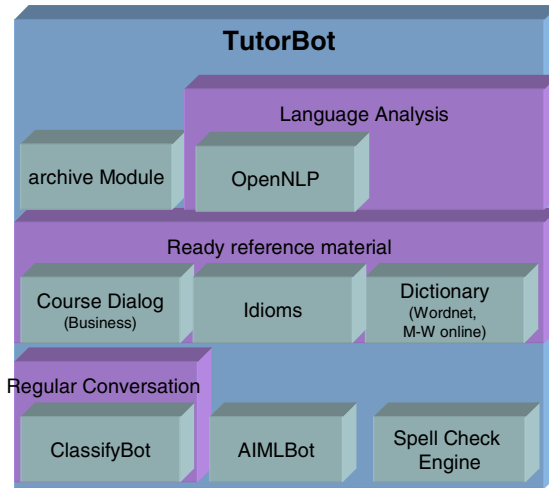 TutorBot
Language Analysis
archive Module
OpenNLP
Ready reference material
Course Dialog
(Business)
Idioms
Dictionary
(Wordnet,
M-W online)
Regular Conversation
ClassifyBot
AIMLBot
Spell Check
Engine